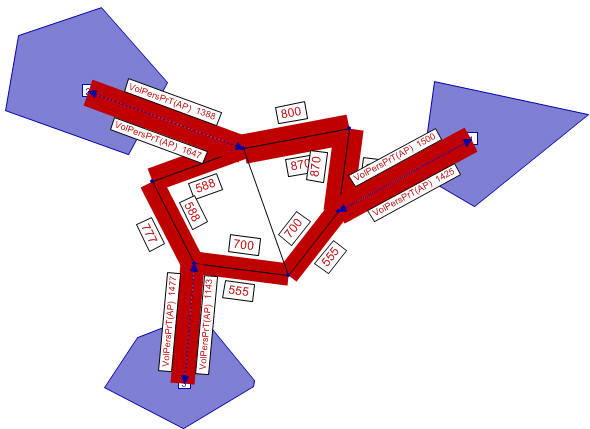 VolPersPrT(AP) 1388
800
VolPersPrT(AP) 1647
870
870
VolPersPrT(AP) 1500
VolPersPrT(AP) 1425
588
588
777
700
700
555
555
VolPersPrT(AP) 1477
VolPersPrT(AP) 1143